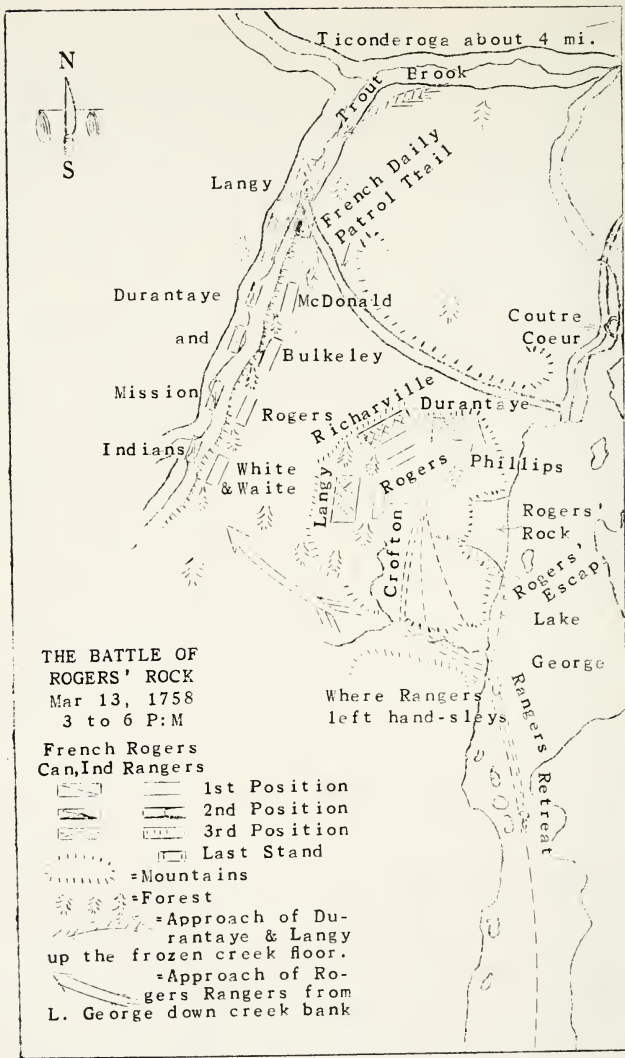 Ticonderoga about 4 mi.
Trout Brook
N
S
Langy
French Daily
Patrol Trail
Durantaye
and
Mission
Indians
McDonald
Bulkeley
Rogers
White
& Waite
Coutre
Coeur
Richarville
Durantaye
Langy
Rogers
Phillips
Crofton
Rogers'
Rock
Rogers'
Escap.
Lake
George
Where Rangers
left hand-sleys
Rangers Retreat
THE BATTLE OF
ROGERS' ROCK
Mar 13, 1758
3 to 6 P:M
French Rogers
Can,Ind Rangers
1st Position
2nd Position
3rd Position
Last Stand
=Mountains
=Forest
=Approach of Du-
rantaye & Langy
up the frozen creek floor.
=Approach of Ro-
gers Rangers from
L. George down creek bank